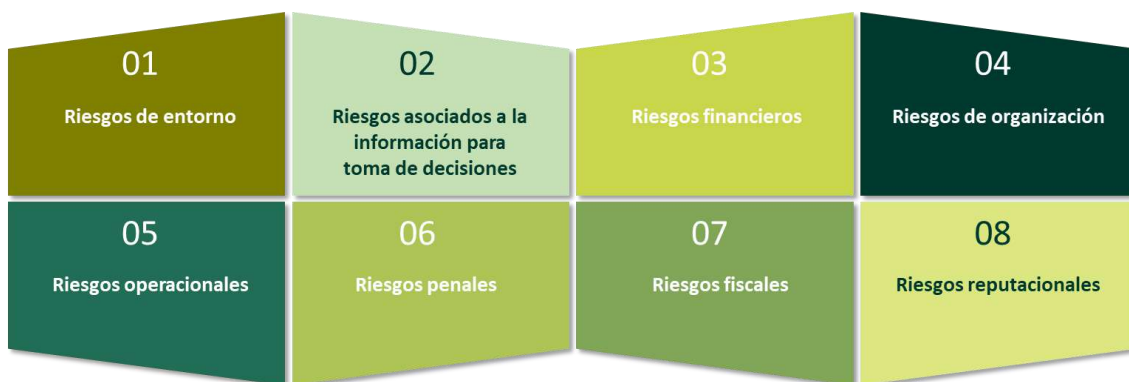 01
Riesgos de entorno
02
Riesgos asociados a la
información para
toma de decisiones
03
Riesgos financieros
04
Riesgos de organización
05
Riesgos operacionales
06
Riesgos penales
07
Riesgos fiscales
08
Riesgos reputacionales